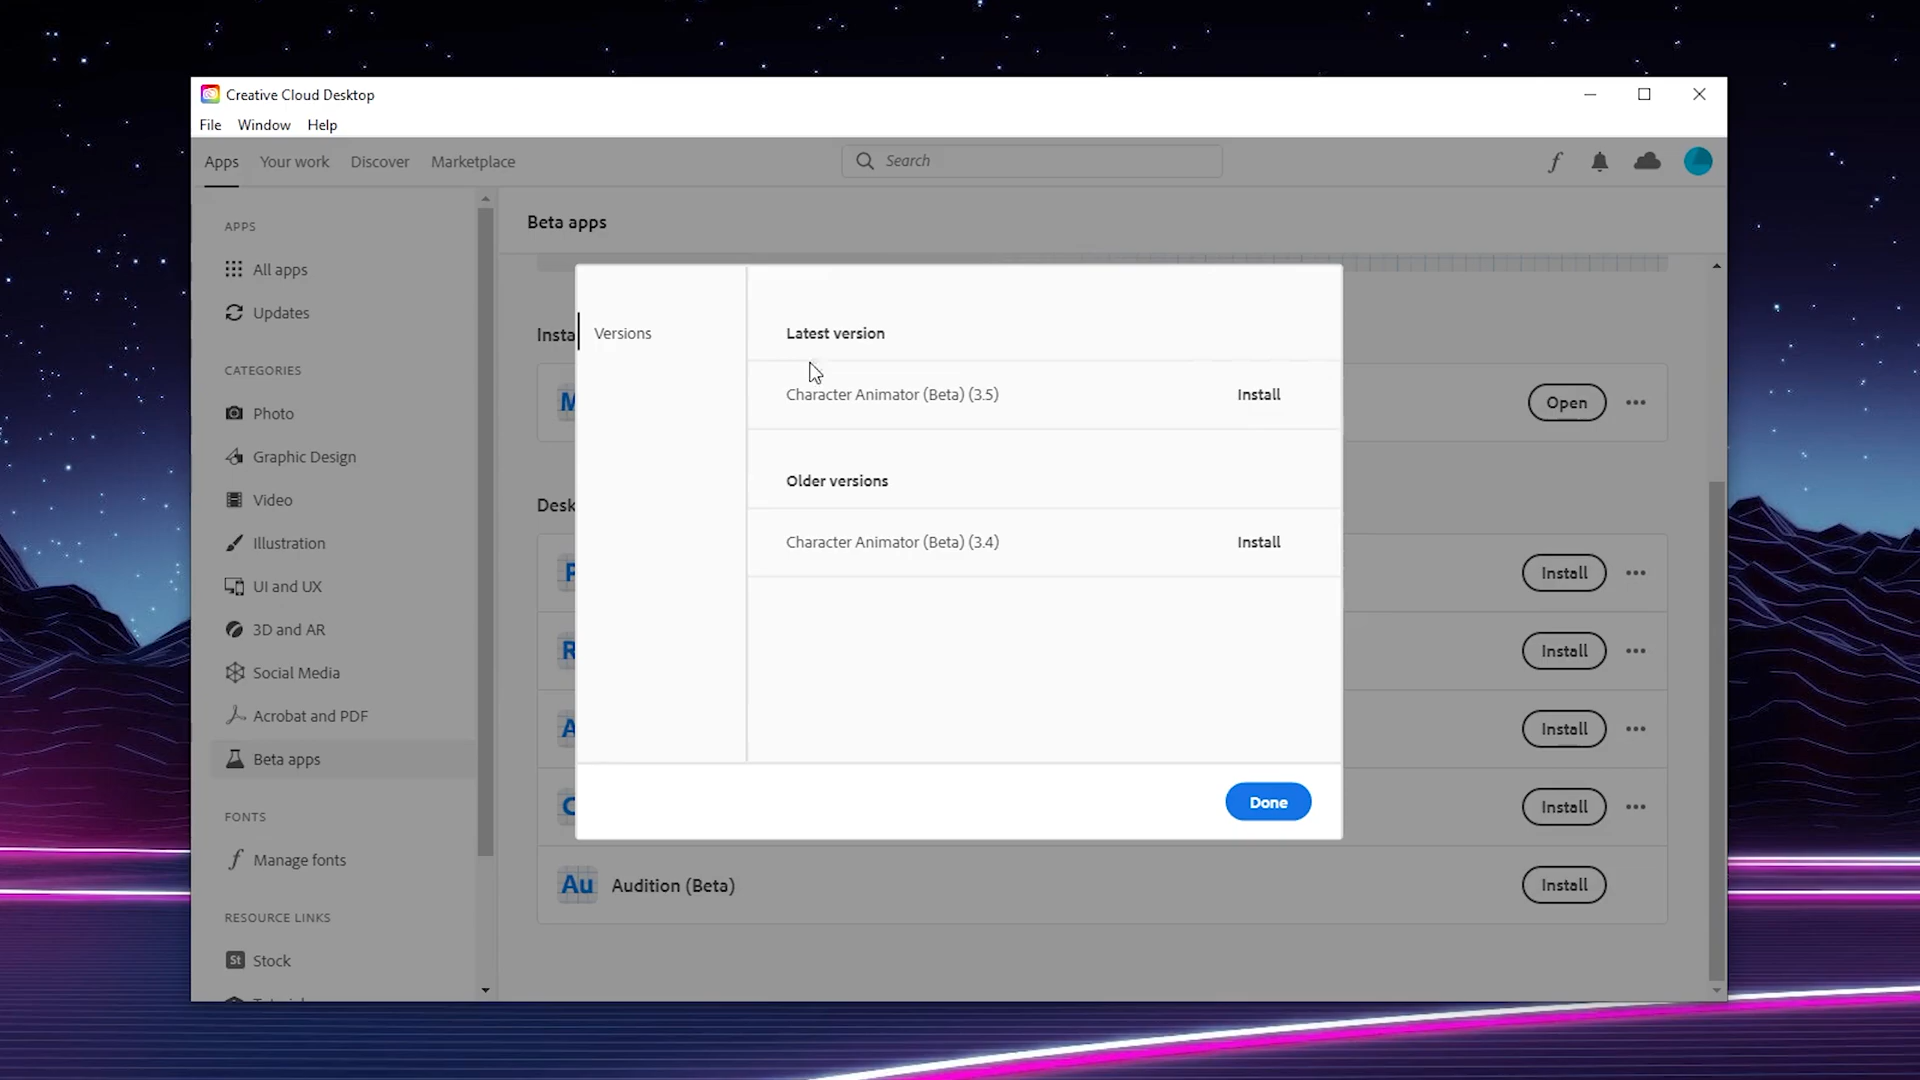 Creative Cloud Desktop
File Window Help
Apps Your work Discover Marketplace
Search
APPS
All apps
Updates
CATEGORIES
Photo
Graphic Design
Video
Illustration
UI and UX
3D and AR
Social Media
Acrobat and PDF
Beta apps
FONTS
Manage fonts
RESOURCE LINKS
St Stock
Beta apps
Insta
Open
Desk
Install
Install
Install
Install
Au Audition (Beta) Install
Versions
Latest version
Character Animator (Beta) (3.5) Install
Older versions
Character Animator (Beta) (3.4) Install
Done